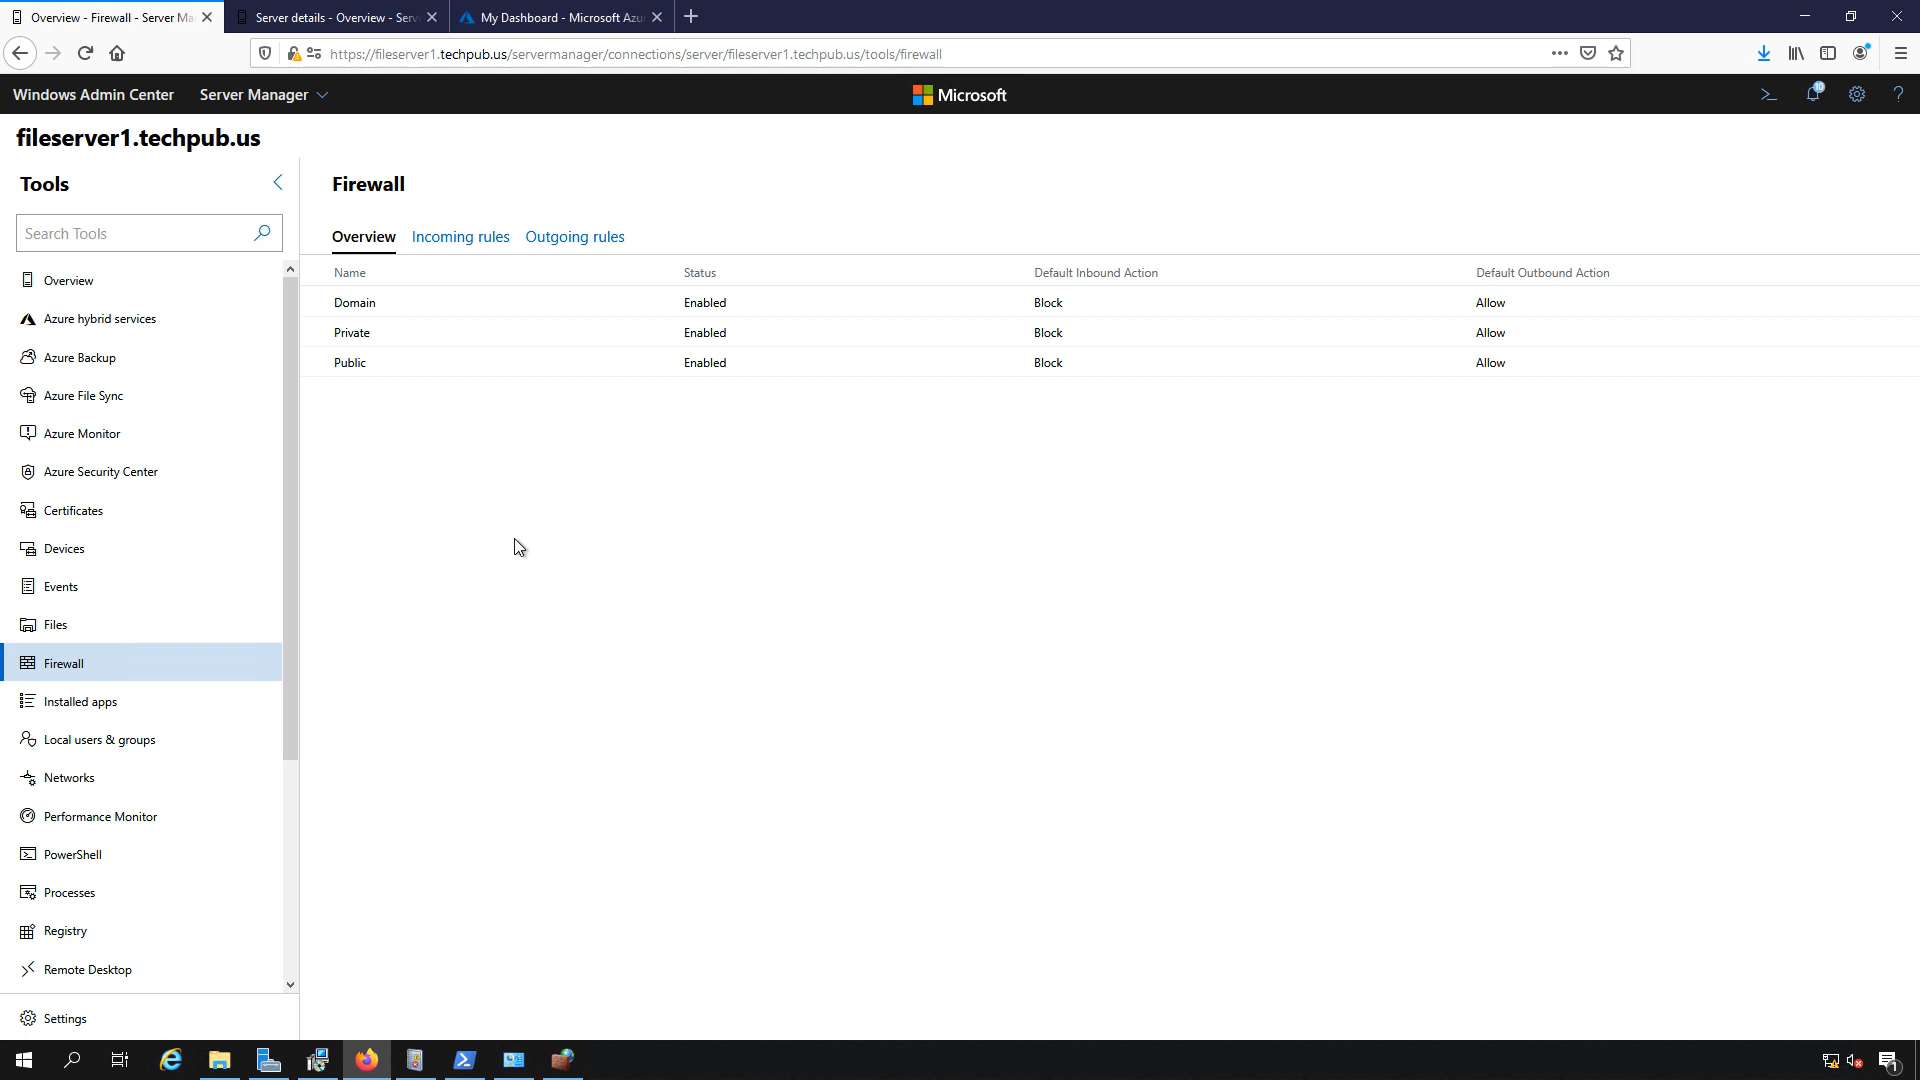 Overview - Firewall - Server Ma
Server details - Overview - Serv
My Dashboard - Microsoft Azu
https://fileserver1.techpub.us/servermanager/connections/server/fileserver1.techpub.us/tools/firewall
Windows Admin Center
Server Manager
Microsoft
10
fileserver1.techpub.us
Tools
Search Tools
Overview
Azure hybrid services
Azure Backup
Azure File Sync
Azure Monitor
Azure Security Center
Certificates
Devices
Events
Files
Firewall
Installed apps
Local users & groups
Networks
Performance Monitor
PowerShell
Processes
Registry
Remote Desktop
Settings
Firewall
Overview Incoming rules Outgoing rules
Name Status Default Inbound Action Default Outbound Action
Domain Enabled Block Allow
Private Enabled Block Allow
Public Enabled Block Allow
1